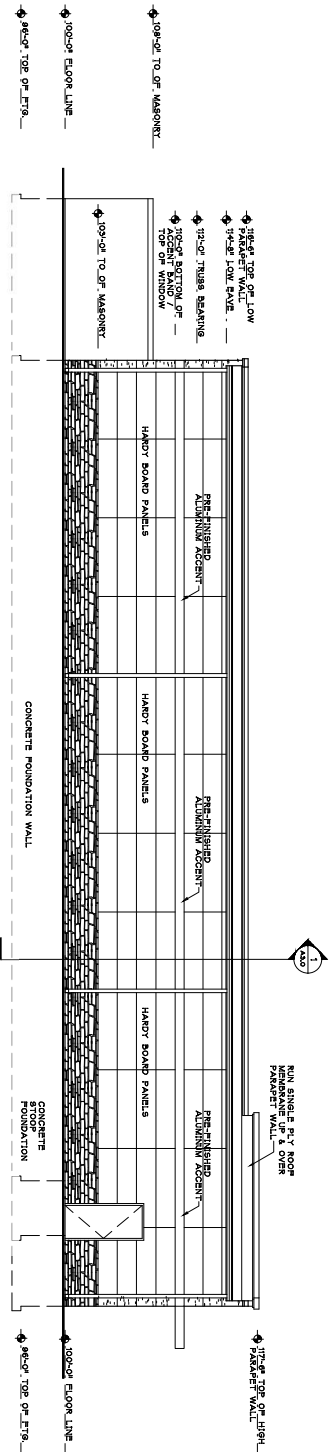 1
A3.0
RUN SINGLE PLY ROOF
MEMBRANE UP & OVER
PARAPET WALL
117'-6" TOP OF HIGH
PARAPET WALL
116'-6" TOP OF LOW
PARAPET WALL
114'-8" LOW EAVE
112'-0" TRUSS BEARING
110'-0" BOTTOM OF
ACCENT BAND /
TOP OF WINDOW
108'-0" TO OF MASONRY
PRE-FINISHED
ALUMINUM ACCENT
PRE-FINISHED
ALUMINUM ACCENT
PRE-FINISHED
ALUMINUM ACCENT
HARDY BOARD PANELS
HARDY BOARD PANELS
HARDY BOARD PANELS
103'-0" TO OF MASONRY
100'-0" FLOOR LINE
100'-0" FLOOR LINE
CONCRETE
STOOP
FOUNDATION
CONCRETE FOUNDATION WALL
96'-0" TOP OF FTG.
96'-0" TOP OF FTG.